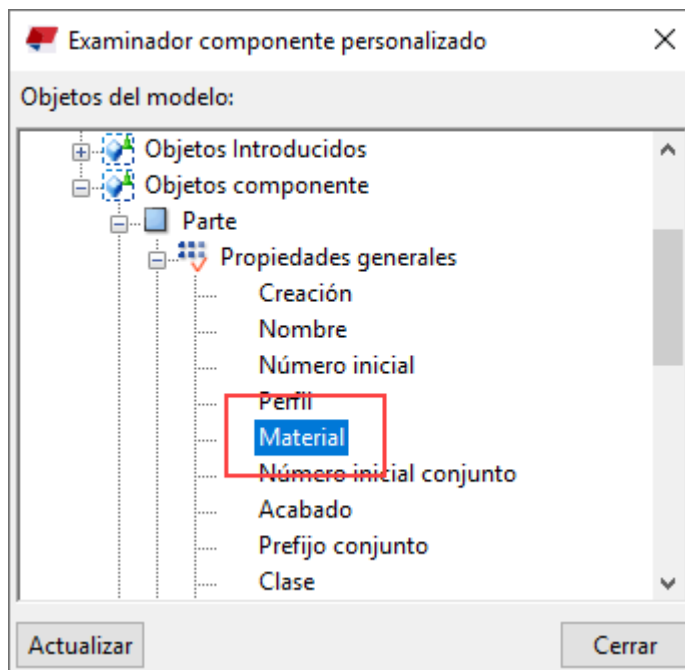 Examinador componente personalizado
Objetos del modelo:
Objetos Introducidos
Objetos componente
Parte
Propiedades generales
Creación
Nombre
Número inicial
Perfil
Material
Número inicial conjunto
Acabado
Prefijo conjunto
Clase
Actualizar
Cerrar